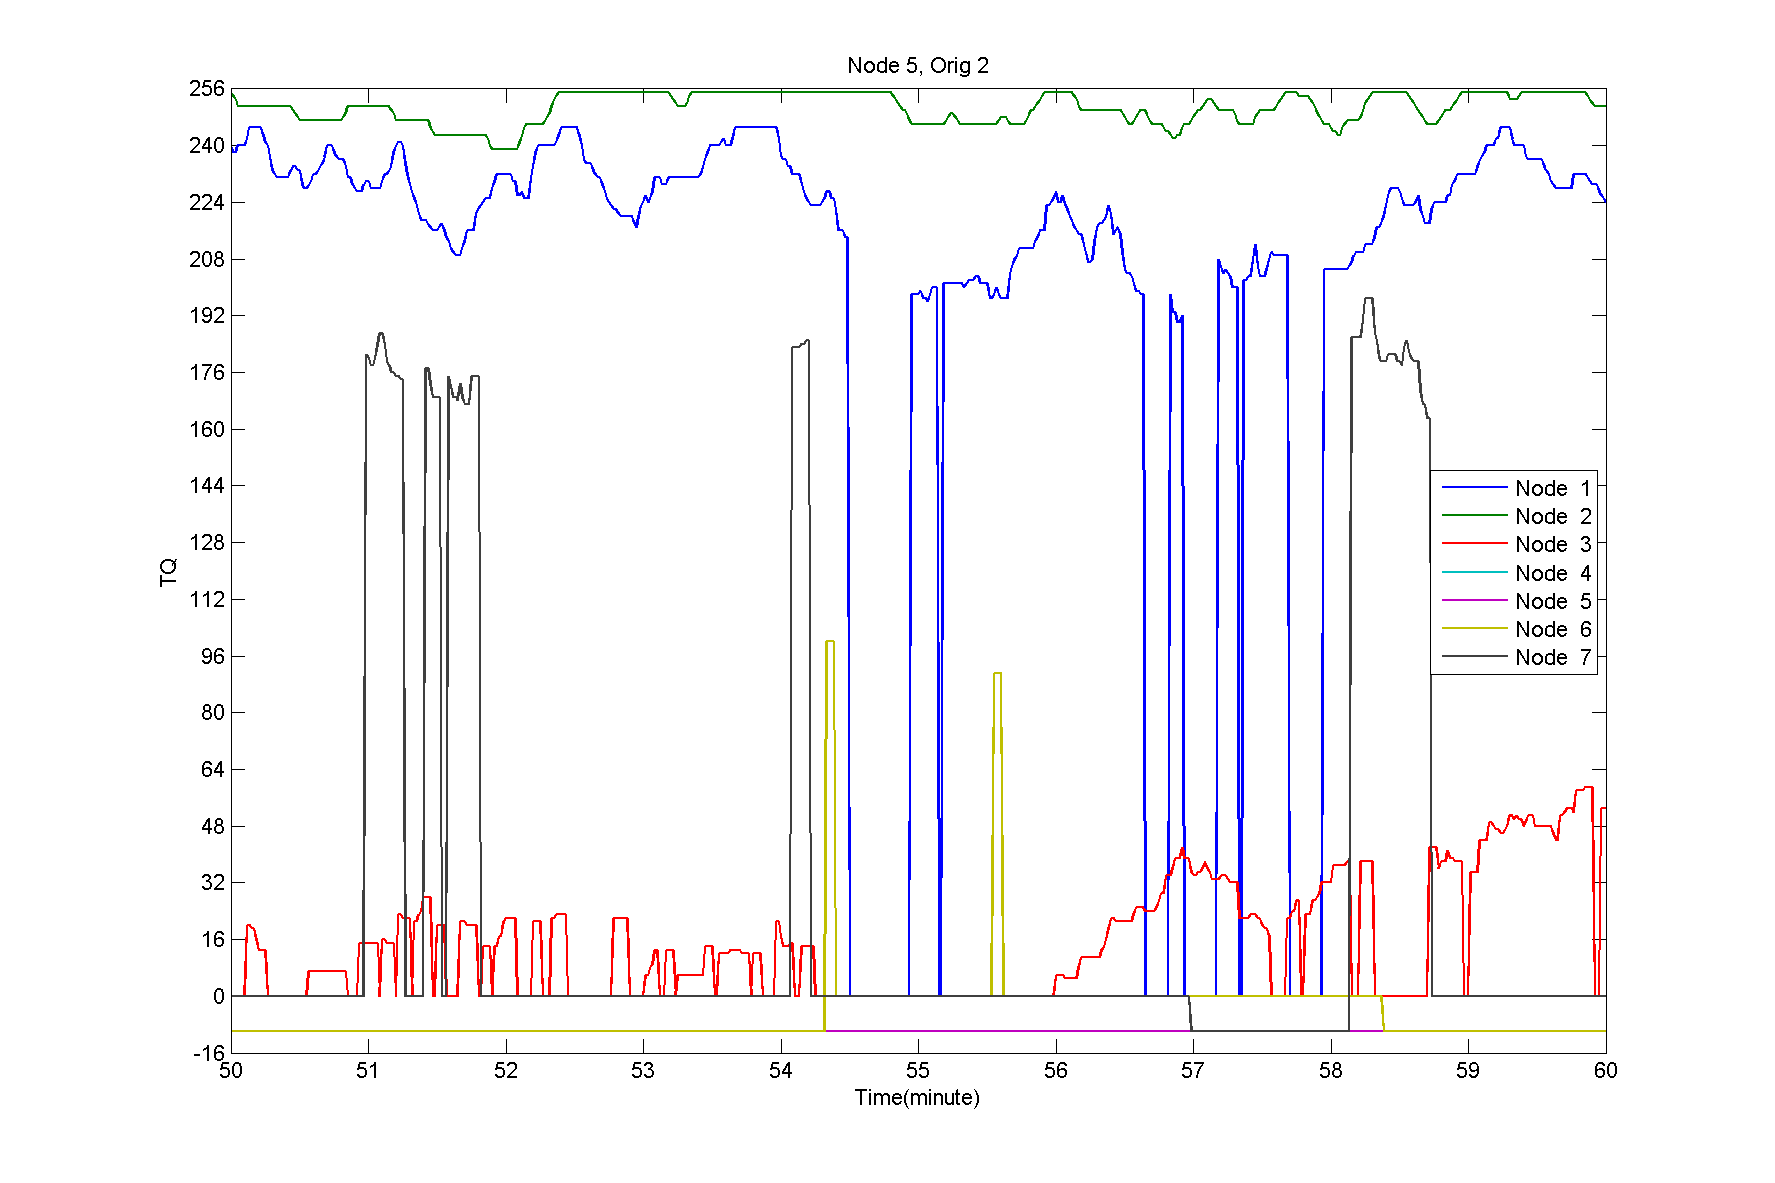 Node 5, Orig 2
256
240
224
208
192
176
160
144
128
112
96
80
64
48
32
16
0
-16
TQ
Node 1
Node 2
Node 3
Node 4
Node 5
Node 6
Node 7
50 51 52 53 54 55 56 57 58 59 60
Time(minute)